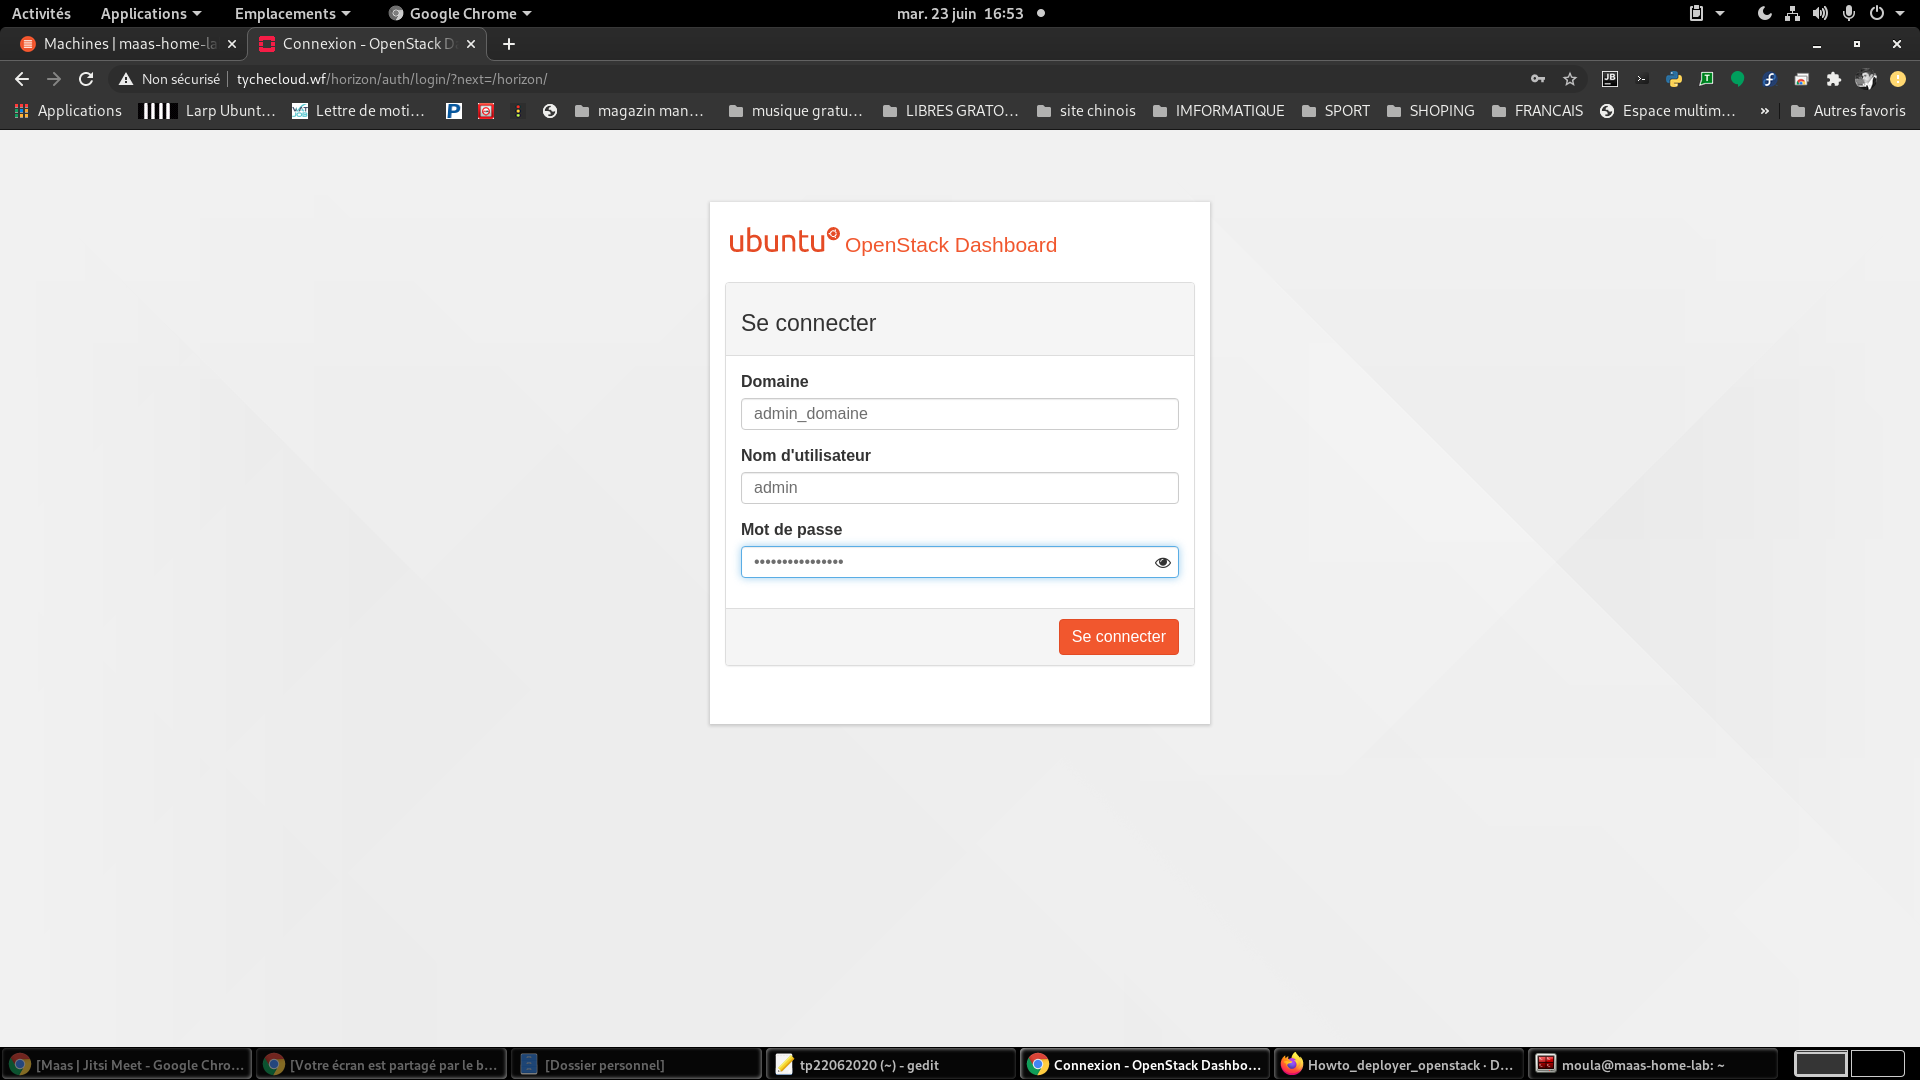 Activités Applications Emplacements Google Chrome mar. 23 juin 16:53
Machines | maas-home-la Connexion - OpenStack D
Non sécurisé tychecloud.wf/horizon/auth/login/?next=/horizon/
Applications Larp Ubunt… Lettre de moti… magazin man… musique gratu… LIBRES GRATO… site chinois IMFORMATIQUE SPORT SHOPING FRANCAIS Espace multim… » Autres favoris
ubuntu OpenStack Dashboard
Se connecter
Domaine
admin_domaine
Nom d'utilisateur
admin
Mot de passe
••••••••••••••••
Se connecter
[Maas | Jitsi Meet - Google Chro… [Votre écran est partagé par le b… [Dossier personnel] tp22062020 (~) - gedit Connexion - OpenStack Dashbo… Howto_deployer_openstack · D… moula@maas-home-lab: ~